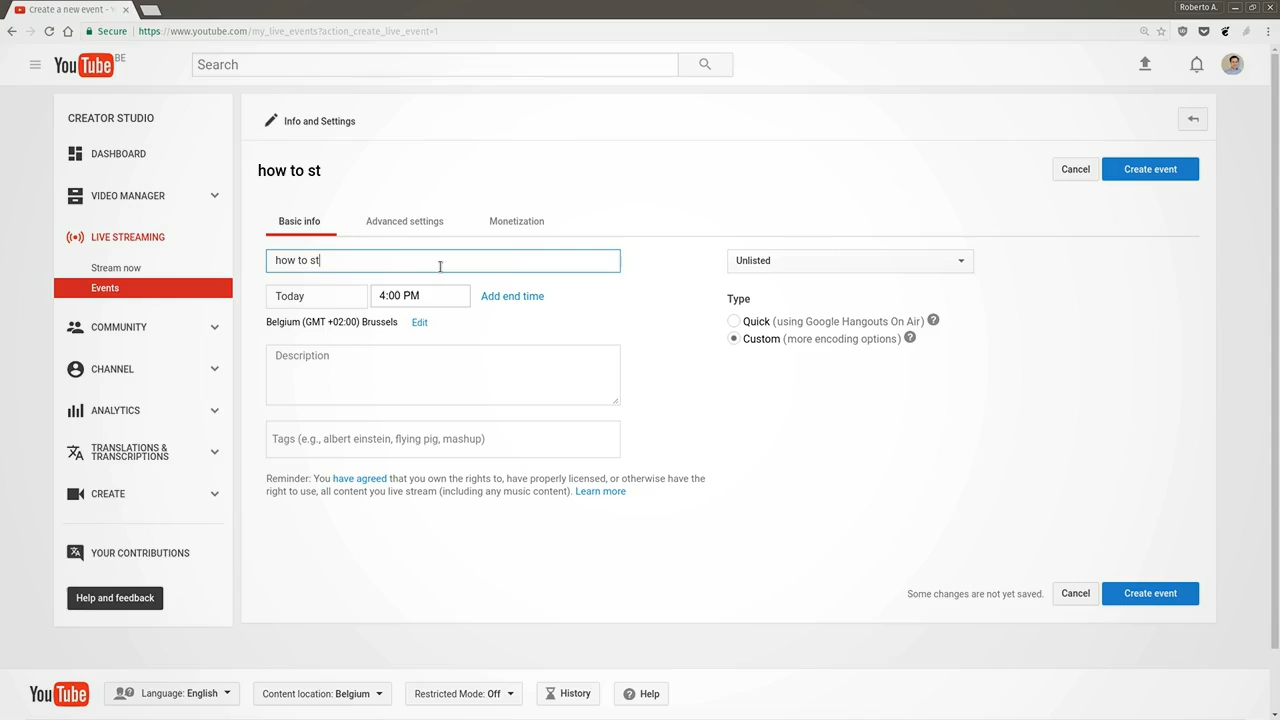 Create a new event -
Roberto A.
Secure
https://www.youtube.com/my_live_events?action_create_live_event=1
YouTube BE
Search
CREATOR STUDIO
DASHBOARD
VIDEO MANAGER
LIVE STREAMING
Stream now
Events
COMMUNITY
CHANNEL
ANALYTICS
TRANSLATIONS &
TRANSCRIPTIONS
CREATE
YOUR CONTRIBUTIONS
Help and feedback
Info and Settings
how to st
Cancel
Create event
Basic info
Advanced settings
Monetization
how to st
Today
4:00 PM
Add end time
Belgium (GMT +02:00) Brussels
Edit
Description
Tags (e.g., albert einstein, flying pig, mashup)
Reminder: You have agreed that you own the rights to, have properly licensed, or otherwise have the
right to use, all content you live stream (including any music content). Learn more
Unlisted
Type
Quick (using Google Hangouts On Air)
Custom (more encoding options)
Some changes are not yet saved.
Cancel
Create event
YouTube
Language: English
Content location: Belgium
Restricted Mode: Off
History
Help